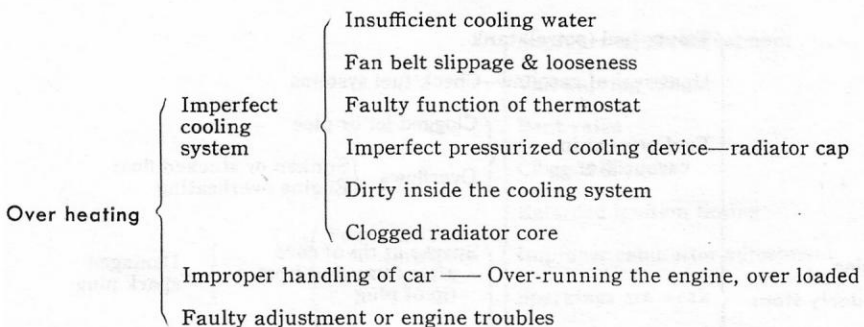 Insufficient cooling water
Fan belt slippage & looseness
Imperfect
cooling
system
Faulty function of thermostat
Imperfect pressurized cooling device—radiator cap
Dirty inside the cooling system
Clogged radiator core
Over heating
Improper handling of car —— Over-running the engine, over loaded
Faulty adjustment or engine troubles